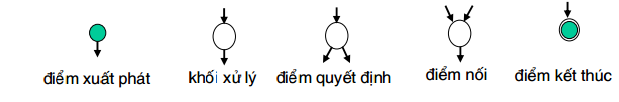 điểm xuất phát
khối xử lý
điểm quyết định
điểm nối
điểm kết thúc